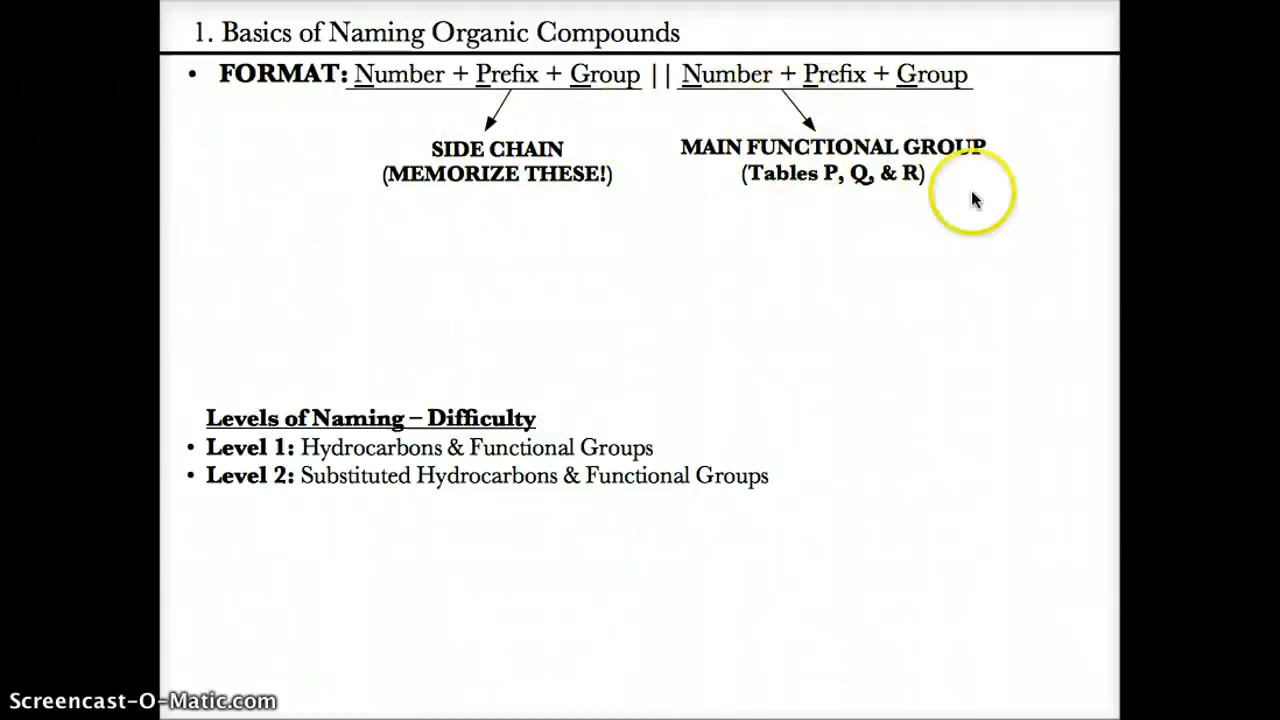 1. Basics of Naming Organic Compounds
• FORMAT: Number + Prefix + Group || Number + Prefix + Group
SIDE CHAIN
(MEMORIZE THESE!)
MAIN FUNCTIONAL GROUP
(Tables P, Q, & R)
Levels of Naming – Difficulty
• Level 1: Hydrocarbons & Functional Groups
• Level 2: Substituted Hydrocarbons & Functional Groups
Screencast-O-Matic.com